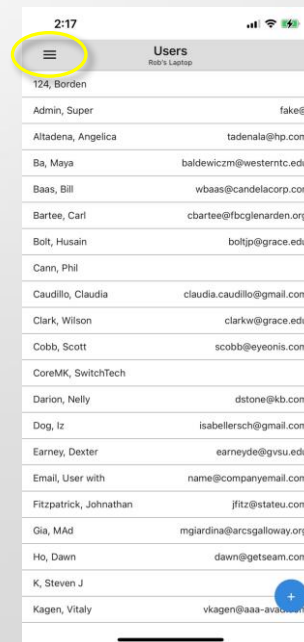 2:17
Users
Rob's Laptop
124, Borden
Admin, Super fake@
Altadena, Angelica tadenala@hp.com
Ba, Maya baldewiczm@westerntc.edu
Baas, Bill wbaas@candelacorp.com
Bartee, Carl cbartee@fbcglenarden.org
Bolt, Husain boltjp@grace.edu
Cann, Phil
Caudillo, Claudia claudia.caudillo@gmail.com
Clark, Wilson clarkw@grace.edu
Cobb, Scott scobb@eyeonis.com
CoreMK, SwitchTech
Darion, Nelly dstone@kb.com
Dog, Iz isabellersch@gmail.com
Earney, Dexter earneyde@gvsu.edu
Email, User with name@companyemail.com
Fitzpatrick, Johnathan jfitz@stateu.com
Gia, MAd mgiardina@arcsgalloway.org
Ho, Dawn dawn@getseam.com
K, Steven J
Kagen, Vitaly